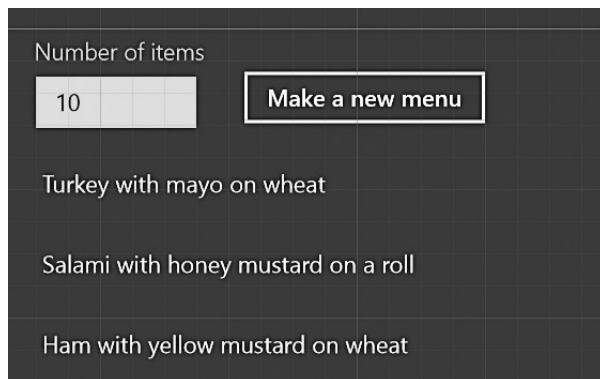 Number of items
10
Make a new menu
Turkey with mayo on wheat
Salami with honey mustard on a roll
Ham with yellow mustard on wheat